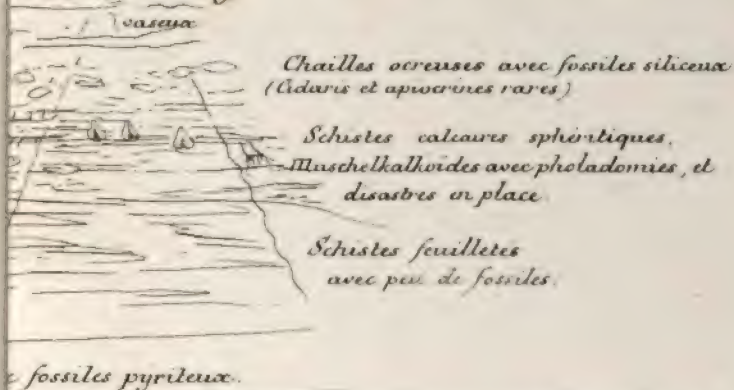 vaseux
Chailles ocreuses avec fossiles siliceux
(Cidaris et apiocrines rares)
Schistes calcaires sphéritiques,
Muschelkalkoïdes avec pholadomies, et
disastres en place.
Schistes feuilletes
avec peu de fossiles.
fossiles pyriteux.